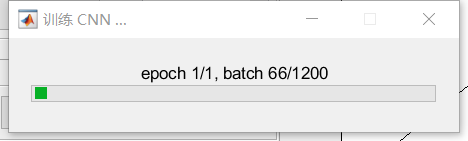 训练 CNN ...
epoch 1/1, batch 66/1200